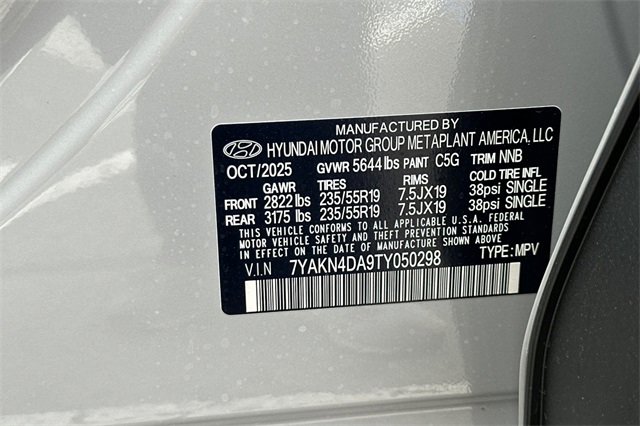 MANUFACTURED BY
HYUNDAI MOTOR GROUP METAPLANT AMERICA, LLC
OCT/2025 GVWR 5644 lbs PAINT C5G TRIM NNB
GAWR TIRES RIMS COLD TIRE INFL
FRONT 2822 lbs 235/55R19 7.5JX19 38psi SINGLE
REAR 3175 lbs 235/55R19 7.5JX19 38psi SINGLE
THIS VEHICLE CONFORMS TO ALL APPLICABLE U.S.A. FEDERAL
MOTOR VEHICLE SAFETY AND THEFT PREVENTION STANDARDS IN
EFFECT ON THE DATE OF MANUFACTURE SHOWN ABOVE.
V.I.N 7YAKN4DA9TY050298 TYPE : MPV